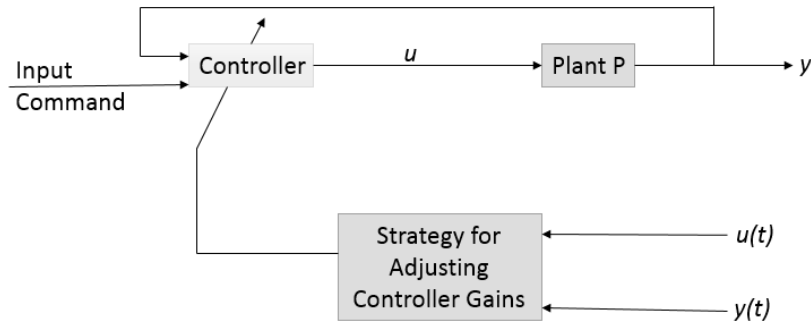 Input
Command
Controller
u
Plant P
y
Strategy for
Adjusting
Controller Gains
u(t)
y(t)